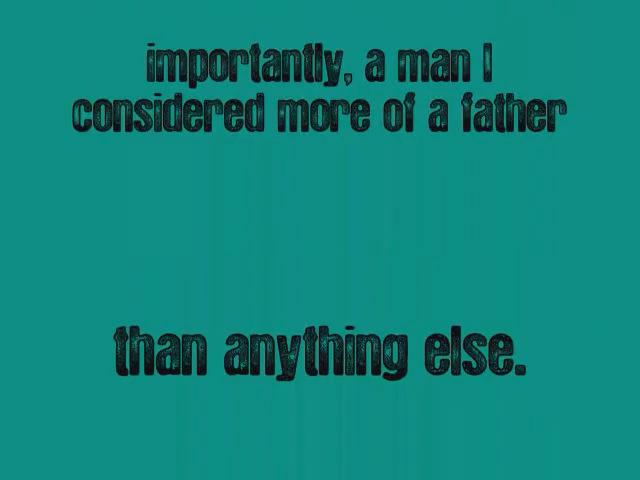 importantly, a man I
considered more of a father
than anything else.